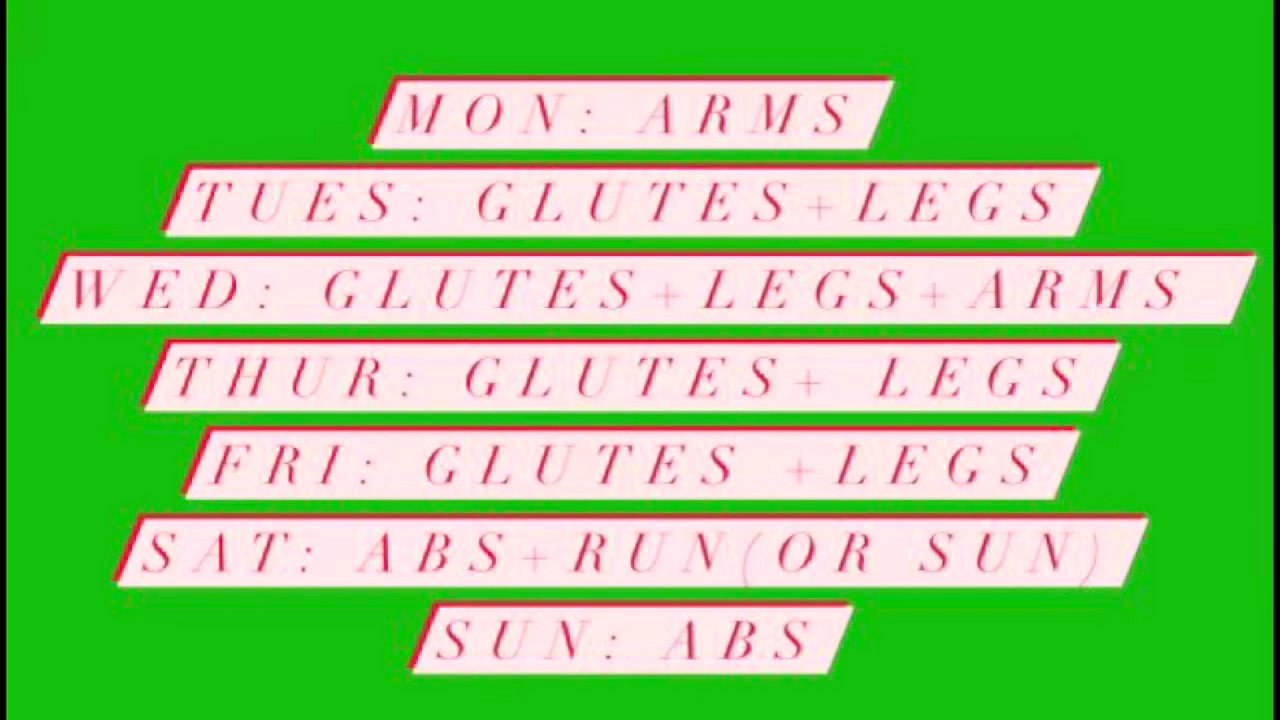 MON: ARMS
TUES: GLUTES+LEGS
WED: GLUTES+LEGS+ARMS
THUR: GLUTES+ LEGS
FRI: GLUTES +LEGS
SAT: ABS+RUN(OR SUN)
SUN: ABS